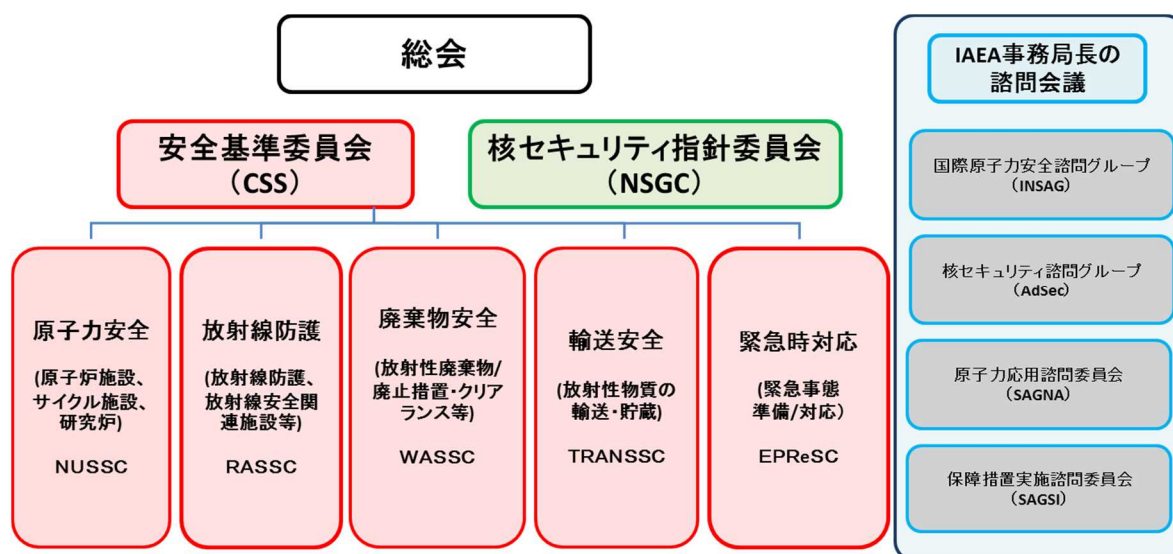 総会
安全基準委員会
（CSS）
核セキュリティ指針委員会
（NSGC）
原子力安全
(原子炉施設、
サイクル施設、
研究炉)
NUSSC
放射線防護
(放射線防護、
放射線安全関
連施設等)
RASSC
廃棄物安全
(放射性廃棄物/
廃止措置・クリア
ランス等)
WASSC
輸送安全
(放射性物質の
輸送・貯蔵)
TRANSSC
緊急時対応
(緊急事態
準備/対応）
EPReSC
IAEA事務局長の
諮問会議
国際原子力安全諮問グループ
（INSAG）
核セキュリティ諮問グループ
（AdSec）
原子力応用諮問委員会
（SAGNA）
保障措置実施諮問委員会
（SAGSI）